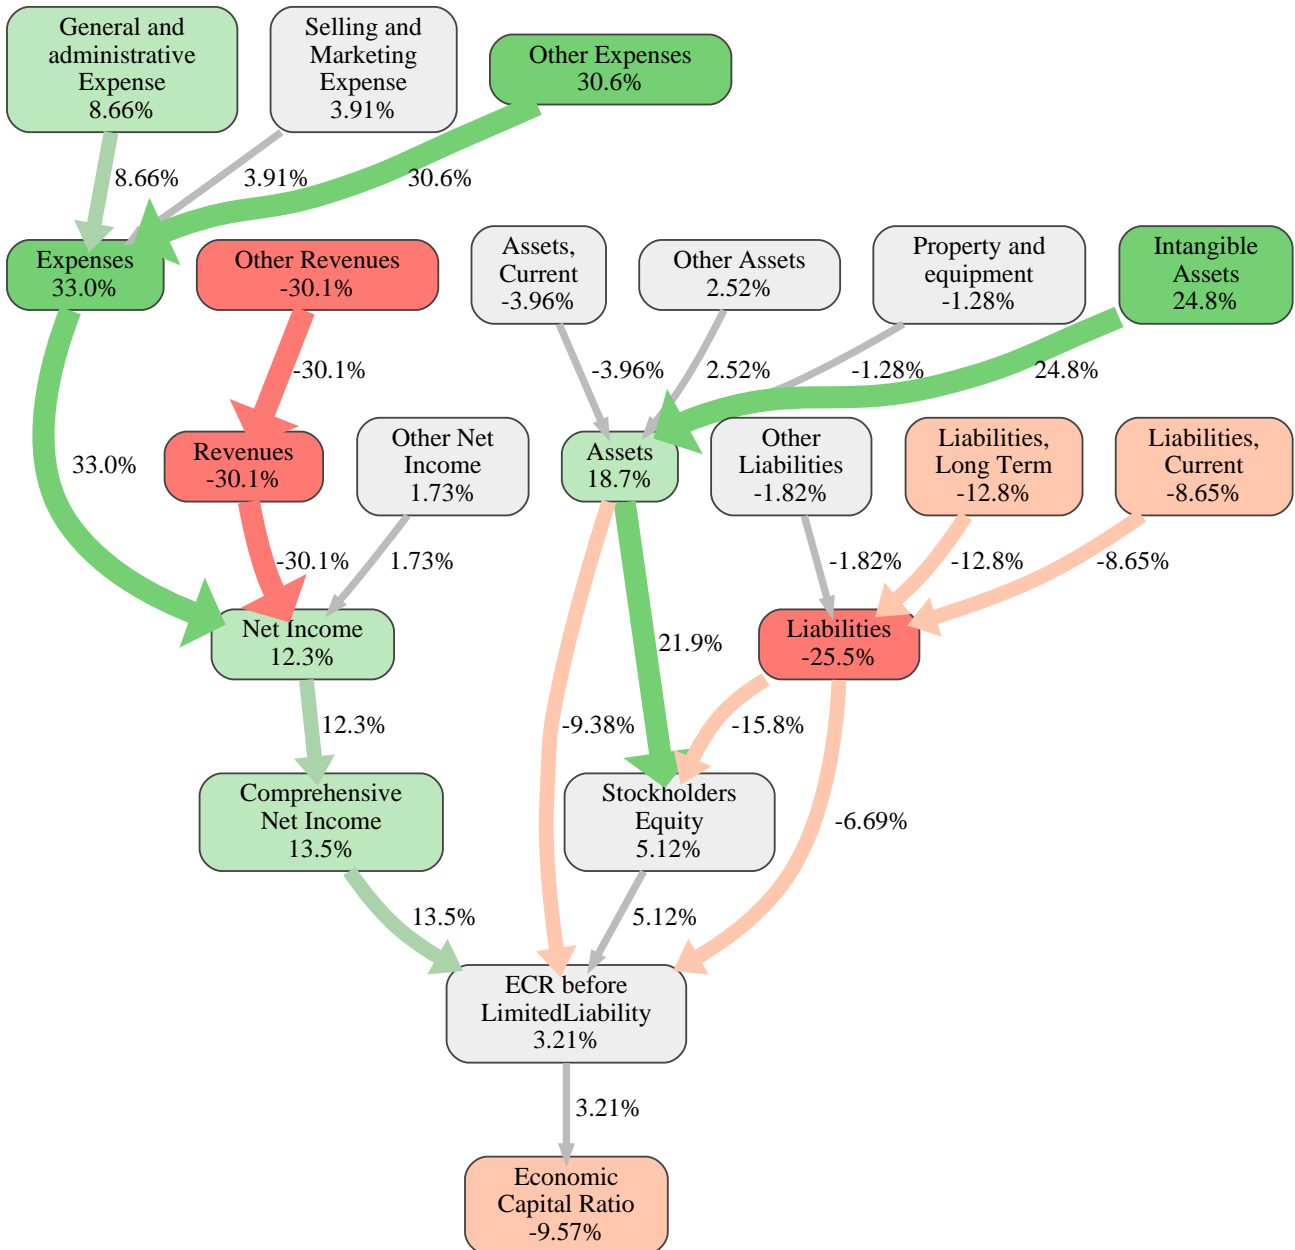 General and
administrative
Expense
8.66%
Selling and
Marketing
Expense
3.91%
Other Expenses
30.6%
8.66%
3.91%
30.6%
Expenses
33.0%
Other Revenues
-30.1%
Assets,
Current
-3.96%
Other Assets
2.52%
Property and
equipment
-1.28%
Intangible
Assets
24.8%
-30.1%
-3.96%
2.52%
-1.28%
24.8%
33.0%
Revenues
-30.1%
Other Net
Income
1.73%
Assets
18.7%
Other
Liabilities
-1.82%
Liabilities,
Long Term
-12.8%
Liabilities,
Current
-8.65%
-30.1%
1.73%
-1.82%
-12.8%
-8.65%
Net Income
12.3%
21.9%
Liabilities
-25.5%
12.3%
-9.38%
-15.8%
Comprehensive
Net Income
13.5%
Stockholders
Equity
5.12%
-6.69%
13.5%
5.12%
ECR before
LimitedLiability
3.21%
3.21%
Economic
Capital Ratio
-9.57%